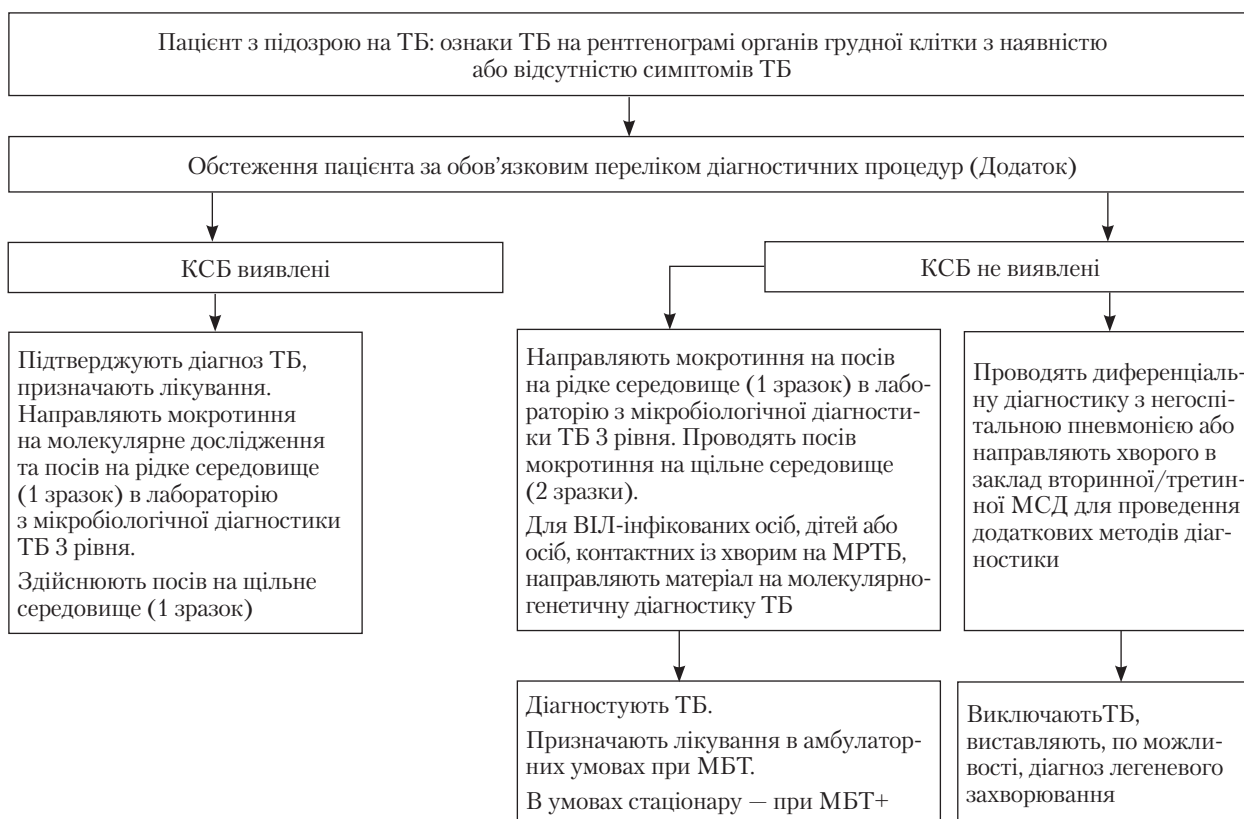 Пацієнт з підозрою на ТБ: ознаки ТБ на рентгенограмі органів грудної клітки з наявністю
або відсутністю симптомів ТБ
Обстеження пацієнта за обов’язковим переліком діагностичних процедур (Додаток)
КСБ виявлені
КСБ не виявлені
Підтверджують діагноз ТБ,
призначають лікування.
Направляють мокротиння
на молекулярне дослідження
та посів на рідке середовище
(1 зразок) в лабораторію
з мікробіологічної діагностики
ТБ 3 рівня.
Здійснюють посів на щільне
середовище (1 зразок)
Направляють мокротиння на посів
на рідке середовище (1 зразок) в лабо-
раторію з мікробіологічної діагности-
ки ТБ 3 рівня. Проводять посів
мокротиння на щільне середовище
(2 зразки).
Для ВІЛ-інфікованих осіб, дітей або
осіб, контактних із хворим на МРТБ,
направляють матеріал на молекулярно-
генетичну діагностику ТБ
Проводять диференціаль-
ну діагностику з негоспі-
тальною пневмонією або
направляють хворого в
заклад вторинної/третин-
ної МСД для проведення
додаткових методів діаг-
ностики
Діагностують ТБ.
Призначають лікування в амбулатор-
них умовах при МБТ.
В умовах стаціонару — при МБТ+
ВиключаютьТБ,
виставляють, по можли-
вості, діагноз легеневого
захворювання